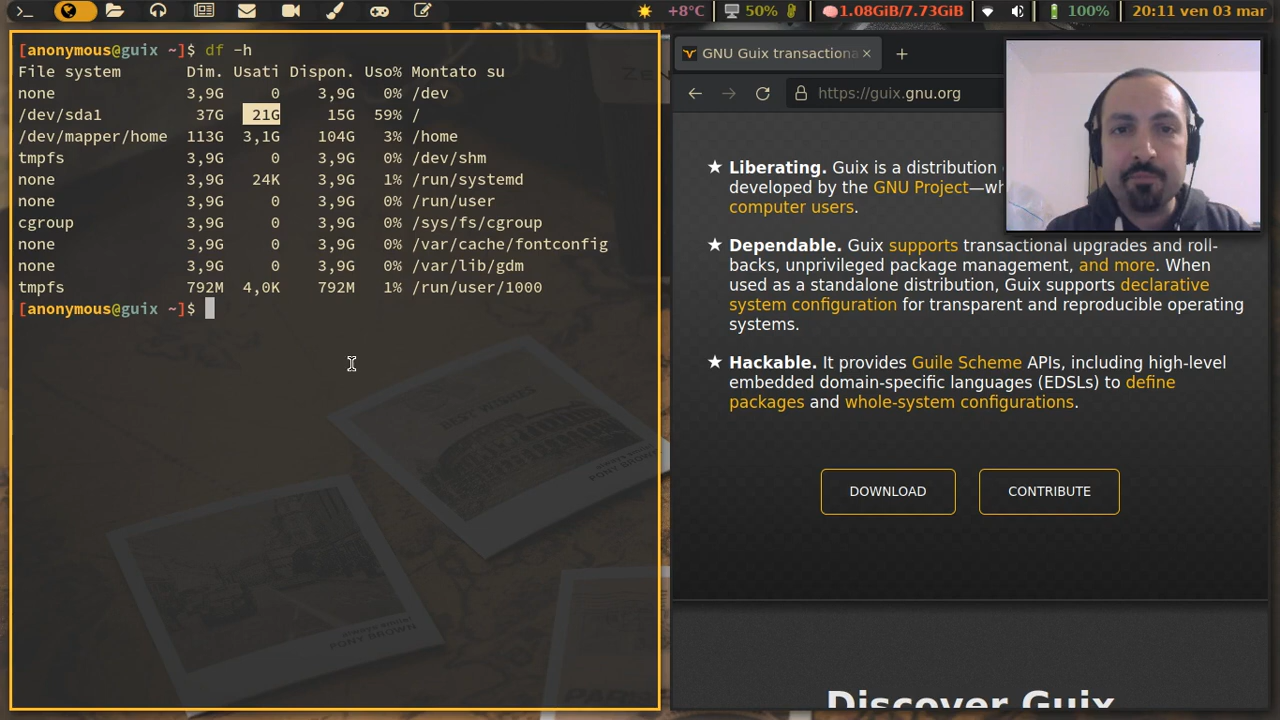 +8°C 50% 1.08GiB/7.73GiB 100% 20:11 ven 03 mar
[anonymous@guix ~]$ df -h
File system Dim. Usati Dispon. Uso% Montato su
none 3,9G 0 3,9G 0% /dev
/dev/sda1 37G 21G 15G 59% /
/dev/mapper/home 113G 3,1G 104G 3% /home
tmpfs 3,9G 0 3,9G 0% /dev/shm
none 3,9G 24K 3,9G 1% /run/systemd
none 3,9G 0 3,9G 0% /run/user
cgroup 3,9G 0 3,9G 0% /sys/fs/cgroup
none 3,9G 0 3,9G 0% /var/cache/fontconfig
none 3,9G 0 3,9G 0% /var/lib/gdm
tmpfs 792M 4,0K 792M 1% /run/user/1000
[anonymous@guix ~]$
PONY BROWN
PONY BROWN
GNU Guix transactiona
https://guix.gnu.org
★ Liberating. Guix is a distribution
developed by the GNU Project—wh
computer users.
★ Dependable. Guix supports transactional upgrades and roll-
backs, unprivileged package management, and more. When
used as a standalone distribution, Guix supports declarative
system configuration for transparent and reproducible operating
systems.
★ Hackable. It provides Guile Scheme APIs, including high-level
embedded domain-specific languages (EDSLs) to define
packages and whole-system configurations.
DOWNLOAD CONTRIBUTE
Discover Guix